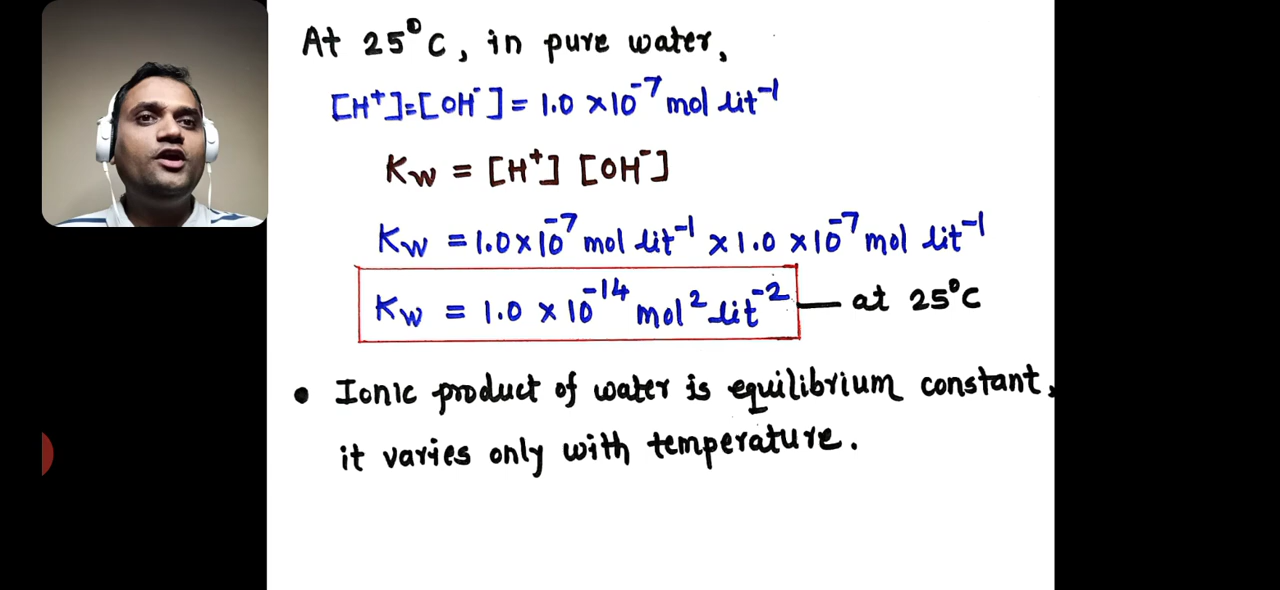 At 25⁰C, in pure water,
[H⁺]=[OH⁻] = 1.0 ×10⁻⁷ mol lit⁻¹
Kw = [H⁺] [OH⁻]
Kw = 1.0×10⁻⁷ mol lit⁻¹ × 1.0 ×10⁻⁷ mol lit⁻¹
Kw = 1.0 × 10⁻¹⁴ mol² lit⁻² — at 25⁰C
• Ionic product of water is equilibrium constant,
it varies only with temperature.